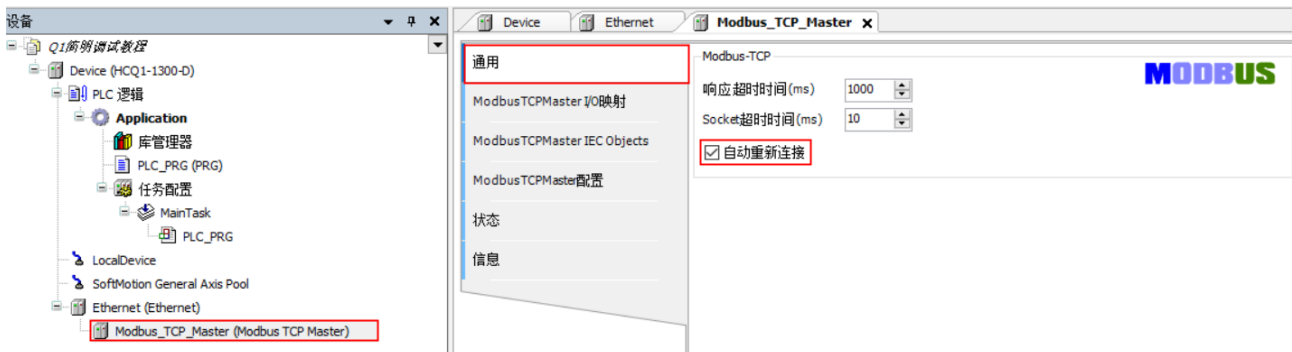 设备
Q1简明调试教程
Device (HCQ1-1300-D)
PLC 逻辑
Application
库管理器
PLC_PRG (PRG)
任务配置
MainTask
PLC_PRG
LocalDevice
SoftMotion General Axis Pool
Ethernet (Ethernet)
Modbus_TCP_Master (Modbus TCP Master)
Device
Ethernet
Modbus_TCP_Master
通用
ModbusTCPMaster I/O映射
ModbusTCPMaster IEC Objects
ModbusTCPMaster配置
状态
信息
Modbus-TCP
MODBUS
响应超时时间(ms) 1000
Socket超时时间(ms) 10
自动重新连接